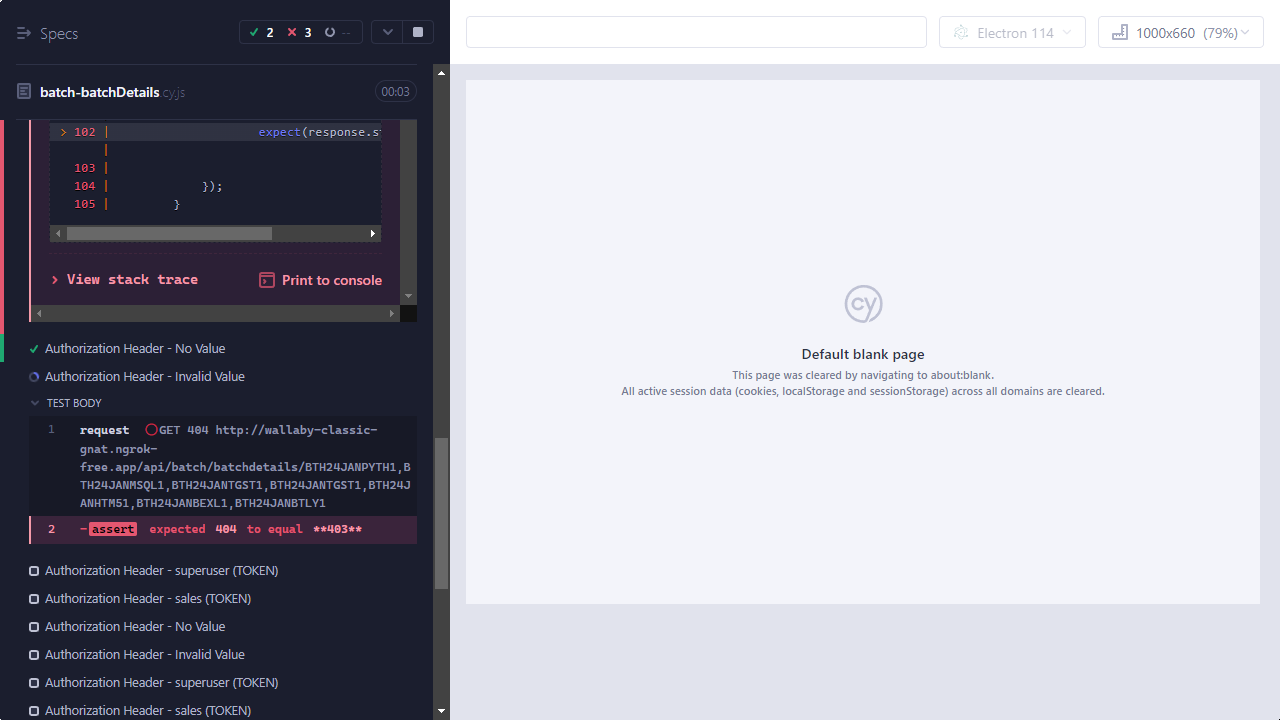 Specs
2
3
--
batch-batchDetails.cy.js
00:03
> 102 | expect(response.st
|
103 |
104 | });
105 | }
View stack trace
Print to console
Authorization Header - No Value
Authorization Header - Invalid Value
TEST BODY
1 request GET 404 http://wallaby-classic-
gnat.ngrok-
free.app/api/batch/batchdetails/BTH24JANPYTH1,B
TH24JANMSQL1,BTH24JANTGST1,BTH24JANTGST1,BTH24J
ANHTM51,BTH24JANBEXL1,BTH24JANBTLY1
2 -assert expected 404 to equal **403**
Authorization Header - superuser (TOKEN)
Authorization Header - sales (TOKEN)
Authorization Header - No Value
Authorization Header - Invalid Value
Authorization Header - superuser (TOKEN)
Authorization Header - sales (TOKEN)
Electron 114
1000x660 (79%)
cy
Default blank page
This page was cleared by navigating to about:blank.
All active session data (cookies, localStorage and sessionStorage) across all domains are cleared.